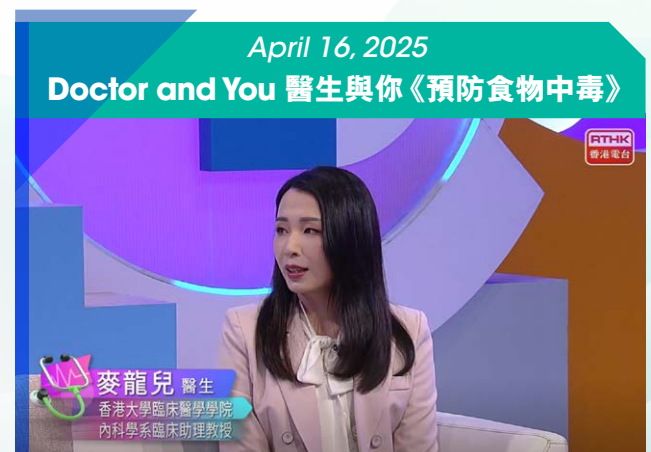 April 16, 2025
Doctor and You 醫生與你《預防食物中毒》
RTHK
香港電台
麥龍兒 醫生
香港大學臨床醫學學院
內科學系臨床助理教授